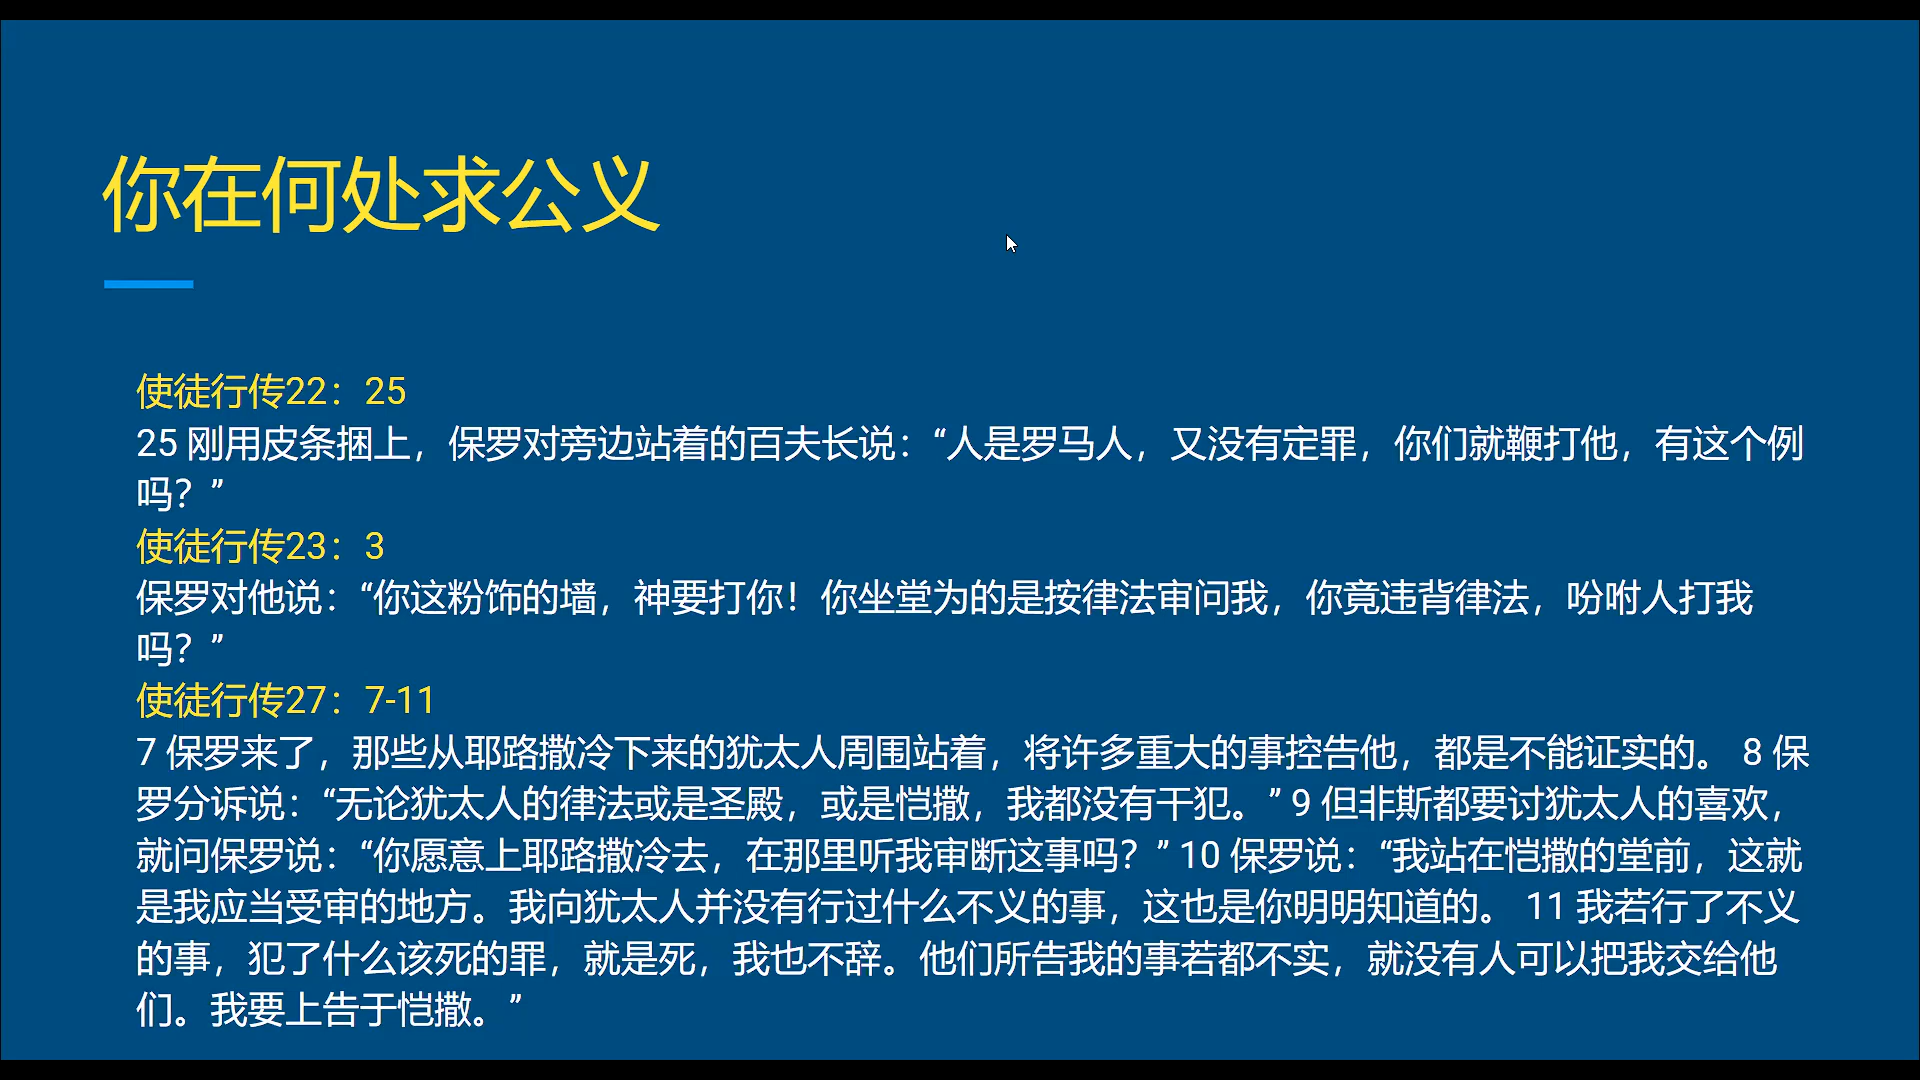 你在何处求公义
使徒行传22：25
25 刚用皮条捆上，保罗对旁边站着的百夫长说：“人是罗马人，又没有定罪，你们就鞭打他，有这个例
吗？”
使徒行传23：3
保罗对他说：“你这粉饰的墙，神要打你！你坐堂为的是按律法审问我，你竟违背律法，吩咐人打我
吗？”
使徒行传27：7-11
7 保罗来了，那些从耶路撒冷下来的犹太人周围站着，将许多重大的事控告他，都是不能证实的。 8 保
罗分诉说：“无论犹太人的律法或是圣殿，或是恺撒，我都没有干犯。” 9 但非斯都要讨犹太人的喜欢，
就问保罗说：“你愿意上耶路撒冷去，在那里听我审断这事吗？” 10 保罗说：“我站在恺撒的堂前，这就
是我应当受审的地方。我向犹太人并没有行过什么不义的事，这也是你明明知道的。 11 我若行了不义
的事，犯了什么该死的罪，就是死，我也不辞。他们所告我的事若都不实，就没有人可以把我交给他
们。我要上告于恺撒。”